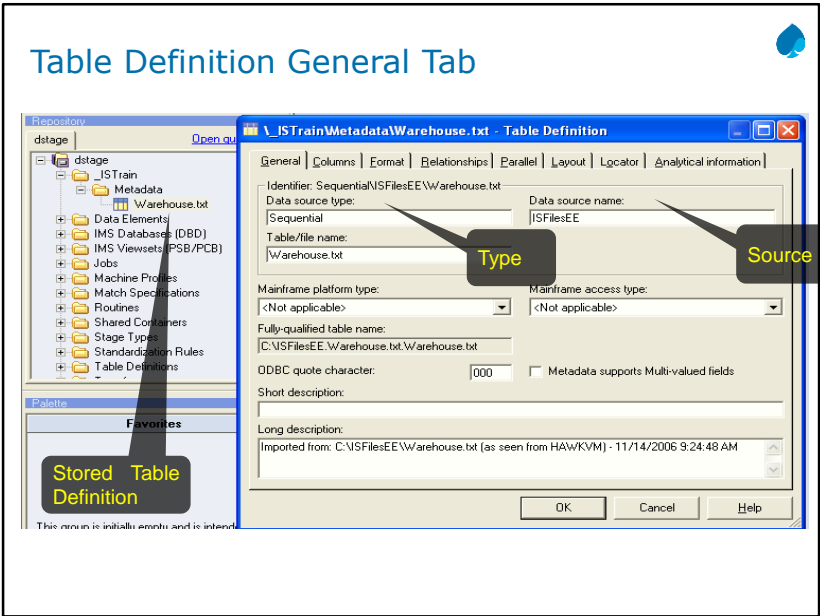 Table Definition General Tab
Repository
dstage
Open qu
dstage
_ISTrain
Metadata
Warehouse.txt
Data Elements
IMS Databases (DBD)
IMS Viewsets (PSB/PCB)
Jobs
Machine Profiles
Match Specifications
Routines
Shared Containers
Stage Types
Standardization Rules
Table Definitions
Palette
Favorites
Stored Table
Definition
This group is initially empty and is intend
\_ISTrain\Metadata\Warehouse.txt - Table Definition
General Columns Format Relationships Parallel Layout Locator Analytical information
Identifier: Sequential\ISFilesEE\Warehouse.txt
Data source type: Data source name:
Sequential ISFilesEE
Table/file name:
Warehouse.txt
Type
Source
Mainframe platform type: Mainframe access type:
<Not applicable> <Not applicable>
Fully-qualified table name:
C:\ISFilesEE.Warehouse.txt.Warehouse.txt
ODBC quote character: 000 Metadata supports Multi-valued fields
Short description:
Long description:
Imported from: C:\ISFilesEE\Warehouse.txt (as seen from HAWKVM) - 11/14/2006 9:24:48 AM
OK Cancel Help